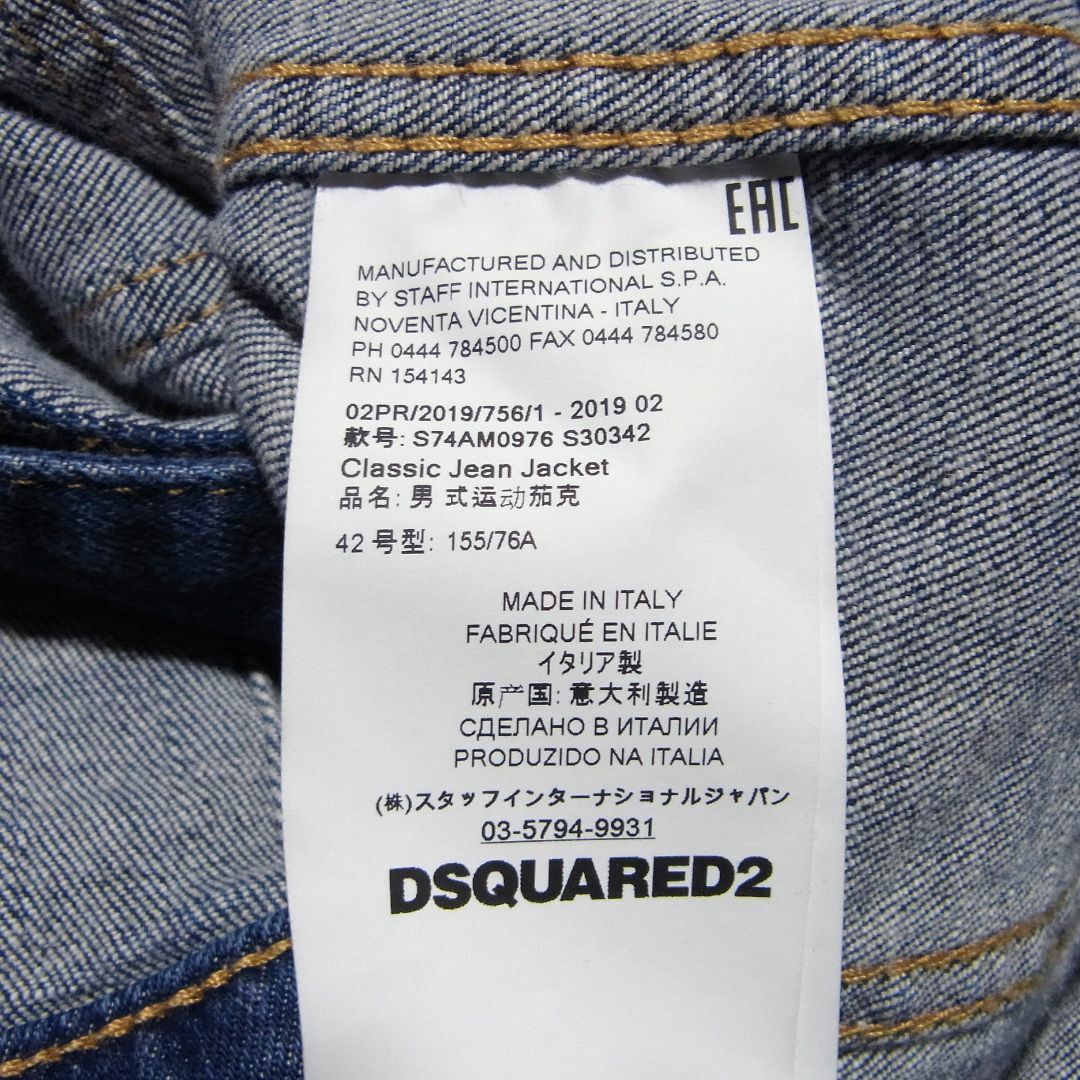 EAC
MANUFACTURED AND DISTRIBUTED
BY STAFF INTERNATIONAL S.P.A.
NOVENTA VICENTINA - ITALY
PH 0444 784500 FAX 0444 784580
RN 154143
02PR/2019/756/1 - 2019 02
款号: S74AM0976 S30342
Classic Jean Jacket
品名: 男 式运动茄克
42 号型: 155/76A
MADE IN ITALY
FABRIQUÉ EN ITALIE
イタリア製
原产国: 意大利製造
СДЕЛАНО В ИТАЛИИ
PRODUZIDO NA ITALIA
(株)スタッフインターナショナルジャパン
03-5794-9931
DSQUARED2